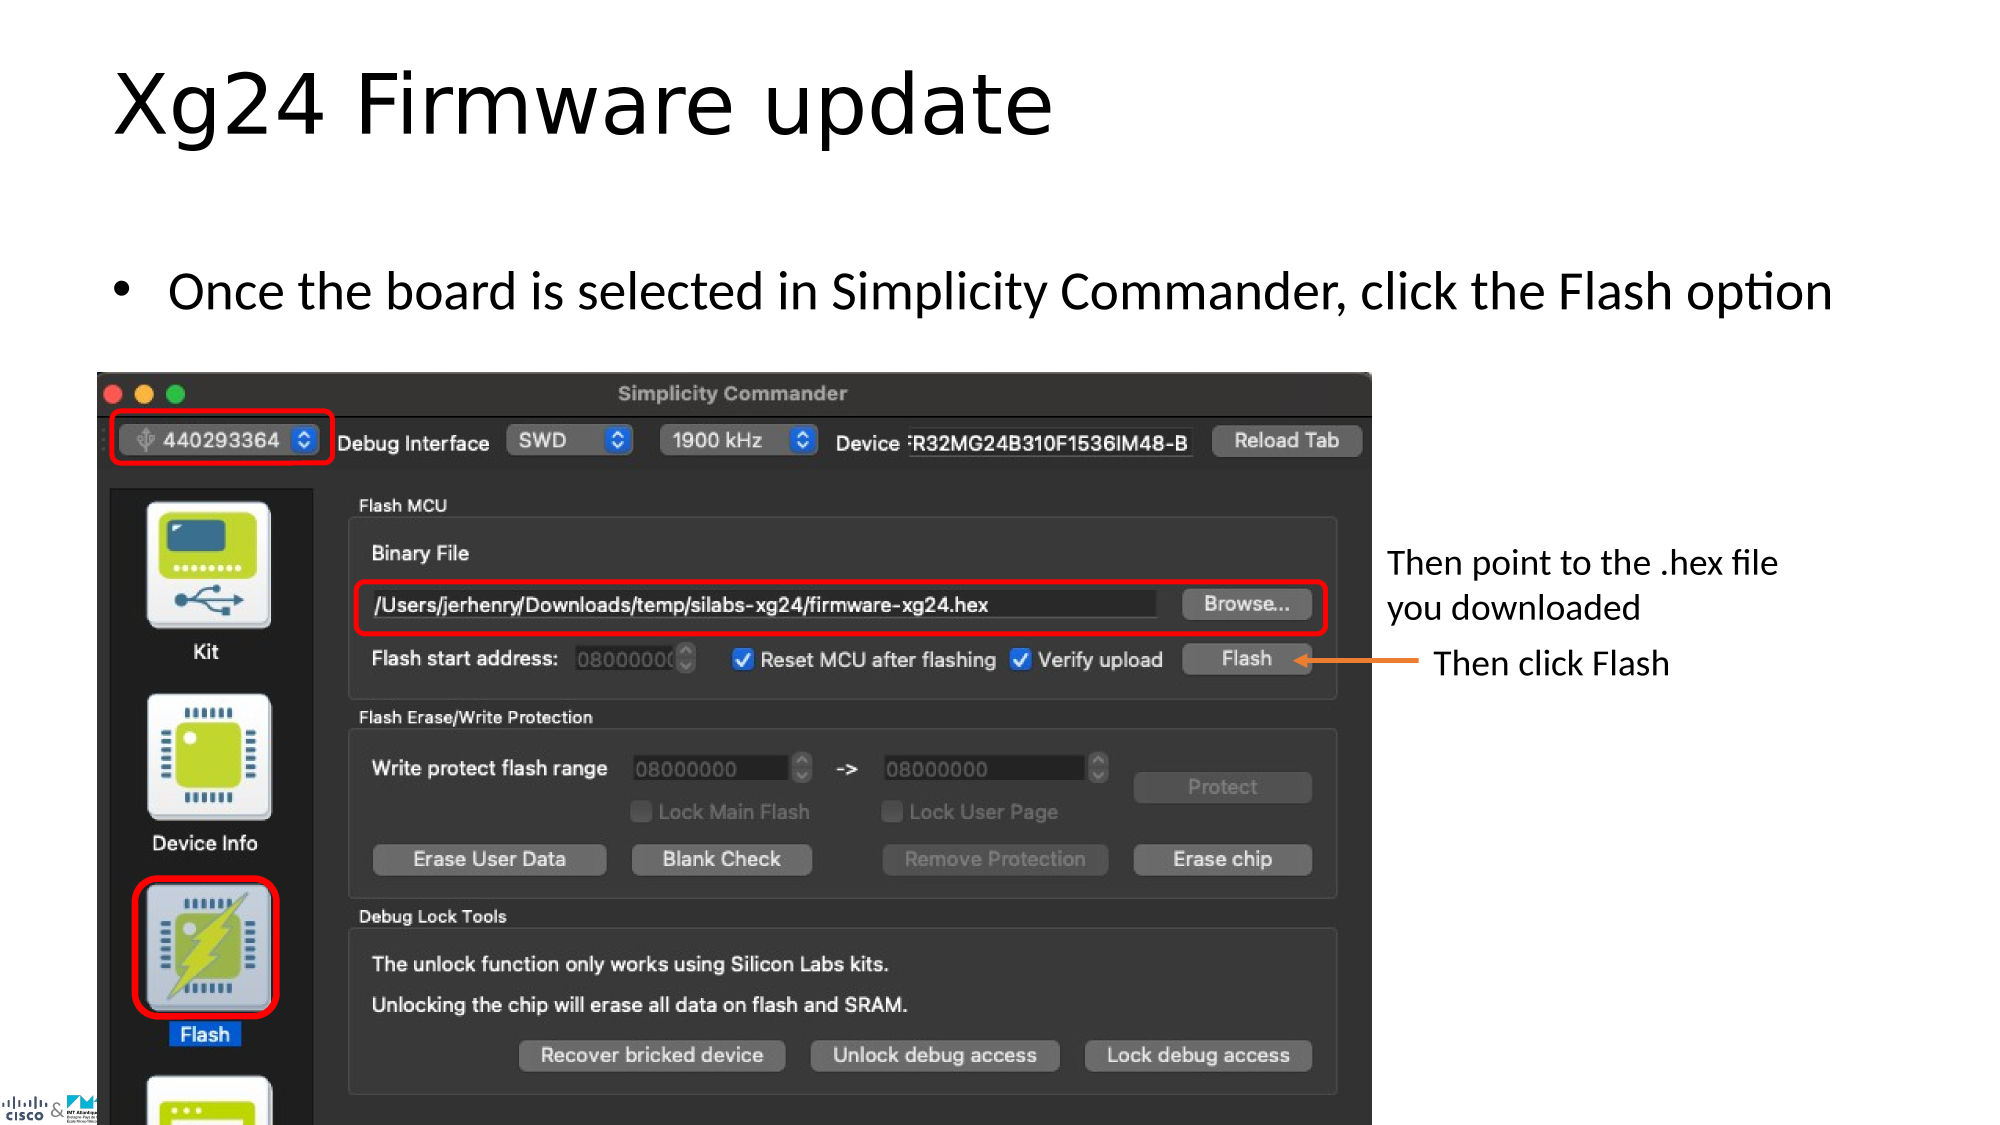 Xg24 Firmware update
• Once the board is selected in Simplicity Commander, click the Flash option
Simplicity Commander
440293364 Debug Interface SWD 1900 kHz Device FR32MG24B310F1536IM48-B Reload Tab
Flash MCU
Binary File
/Users/jerhenry/Downloads/temp/silabs-xg24/firmware-xg24.hex Browse...
Flash start address: 08000000 Reset MCU after flashing Verify upload Flash
Flash Erase/Write Protection
Write protect flash range 08000000 -> 08000000 Protect
Lock Main Flash Lock User Page
Erase User Data Blank Check Remove Protection Erase chip
Debug Lock Tools
The unlock function only works using Silicon Labs kits.
Unlocking the chip will erase all data on flash and SRAM.
Recover bricked device Unlock debug access Lock debug access
Kit
Device Info
Flash
Then point to the .hex file
you downloaded
Then click Flash
CISCO &
IMT Atlantique